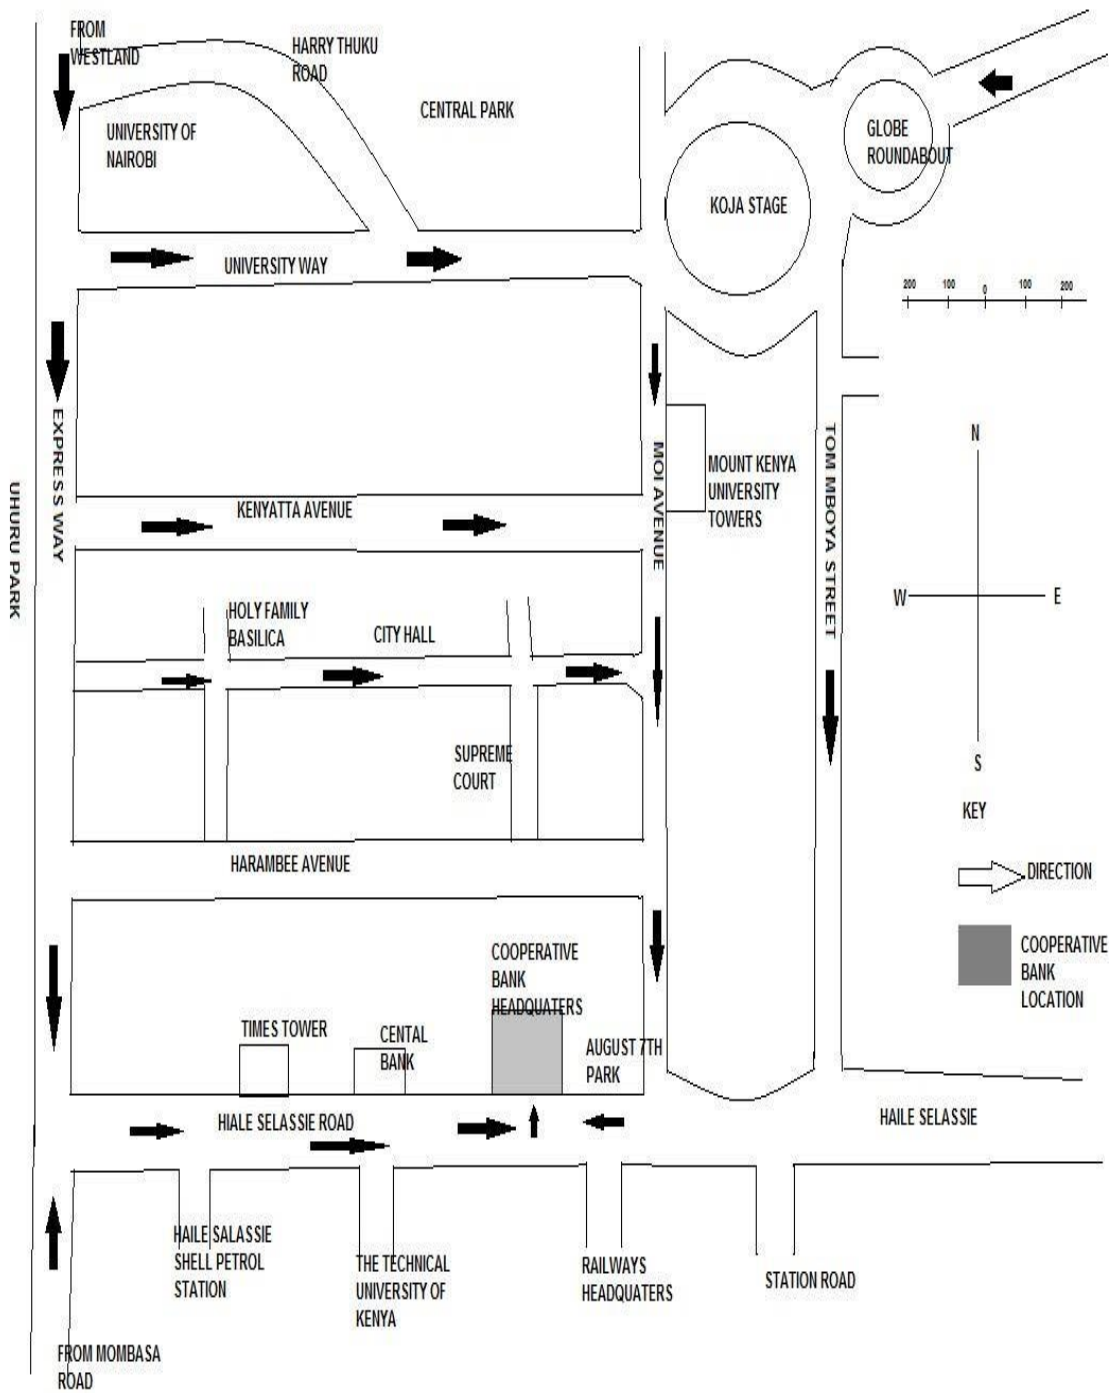 FROM
WESTLAND
HARRY THUKU
ROAD
CENTRAL PARK
UNIVERSITY OF
NAIROBI
GLOBE
ROUNDABOUT
KOJA STAGE
UNIVERSITY WAY
200 100 0 100 200
EXPRESS WAY
UHURU PARK
MOI AVENUE
MOUNT KENYA
UNIVERSITY
TOWERS
TOM MBOYA STREET
N
W
E
S
KENYATTA AVENUE
HOLY FAMILY
BASILICA
CITY HALL
SUPREME
COURT
KEY
DIRECTION
HARAMBEE AVENUE
COOPERATIVE
BANK
LOCATION
COOPERATIVE
BANK
HEADQUATERS
TIMES TOWER
CENTAL
BANK
AUGUST 7TH
PARK
HIALE SELASSIE ROAD
HAILE SELASSIE
HAILE SALASSIE
SHELL PETROL
STATION
THE TECHNICAL
UNIVERSITY OF
KENYA
RAILWAYS
HEADQUATERS
STATION ROAD
FROM MOMBASA
ROAD